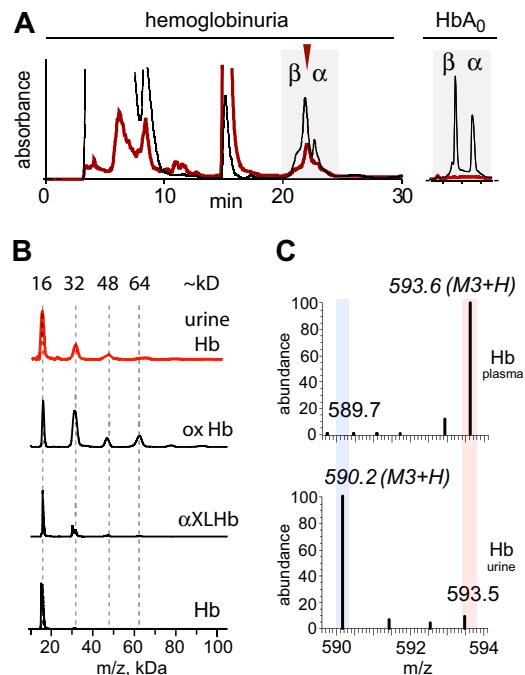 A
hemoglobinuria
HbA0
β α
β α
absorbance
0 10 20 30
min
B
16 32 48 64 ~kD
urine
Hb
ox Hb
αXLHb
Hb
20 40 60 80 100
m/z, kDa
C
593.6 (M3+H)
100
80
60
40
20
0
abundance
589.7
Hb
plasma
590.2 (M3+H)
100
80
60
40
20
0
abundance
Hb
urine
593.5
590 592 594
m/z